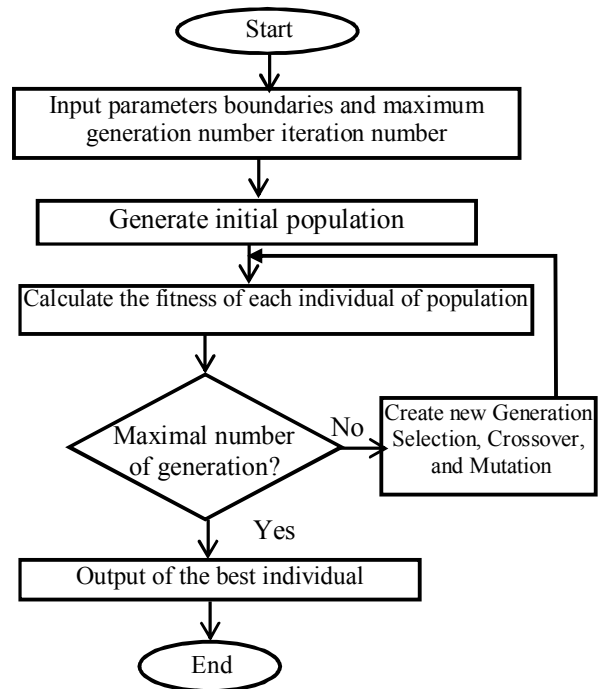 Start
Input parameters boundaries and maximum
generation number iteration number
Generate initial population
Calculate the fitness of each individual of population
Maximal number
of generation?
No
Create new Generation
Selection, Crossover,
and Mutation
Yes
Output of the best individual
End